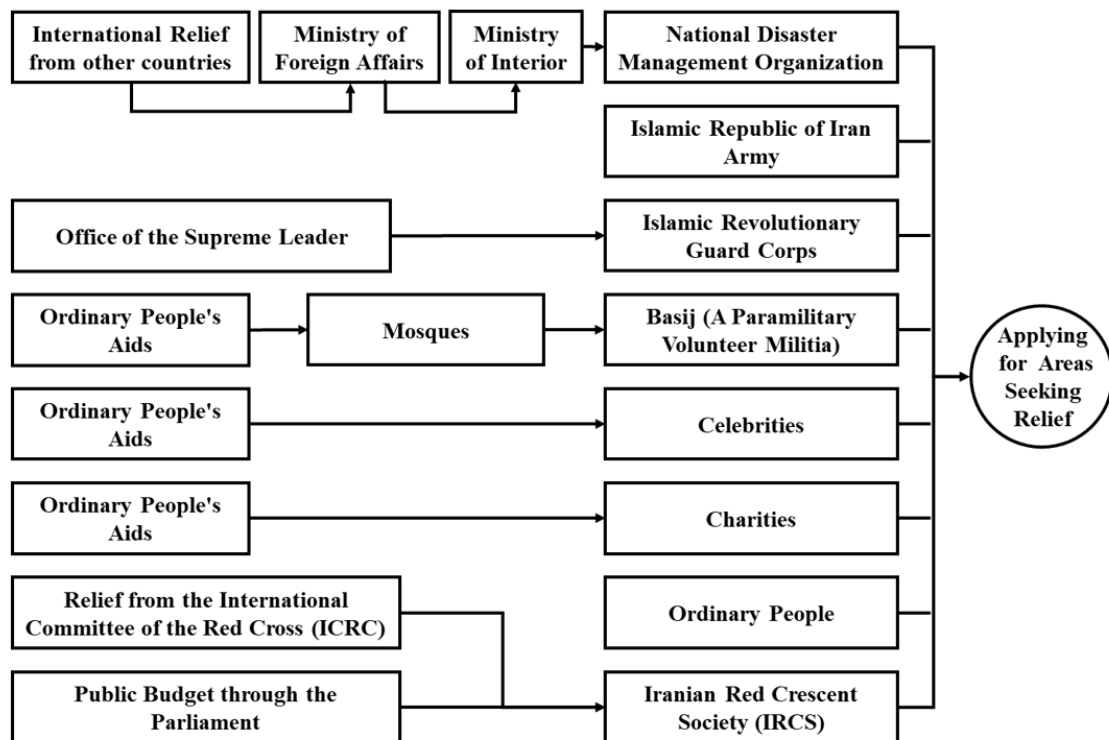 International Relief
from other countries
Ministry of
Foreign Affairs
Ministry
of Interior
National Disaster
Management Organization
Islamic Republic of Iran
Army
Office of the Supreme Leader
Islamic Revolutionary
Guard Corps
Ordinary People's
Aids
Mosques
Basij (A Paramilitary
Volunteer Militia)
Ordinary People's
Aids
Celebrities
Ordinary People's
Aids
Charities
Relief from the International
Committee of the Red Cross (ICRC)
Ordinary People
Public Budget through the
Parliament
Iranian Red Crescent
Society (IRCS)
Applying
for Areas
Seeking
Relief